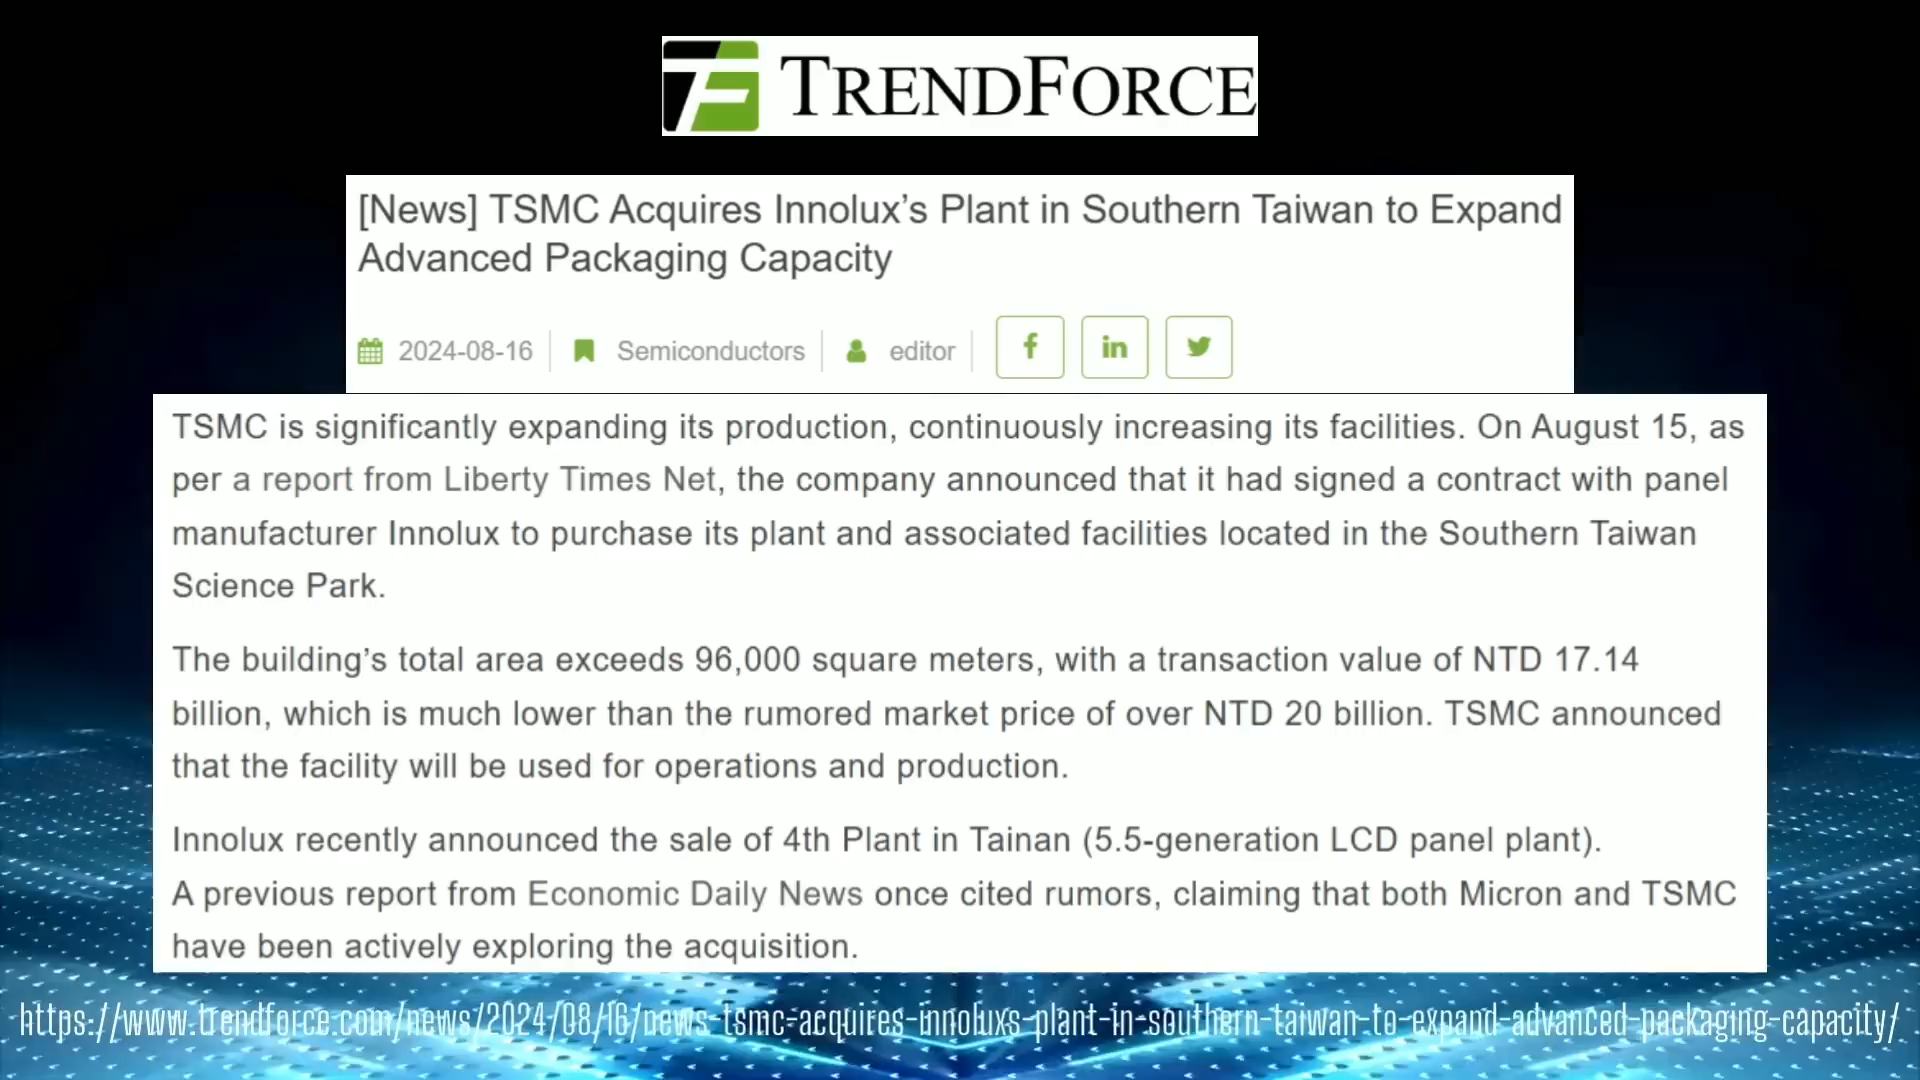 TRENDFORCE
[News] TSMC Acquires Innolux’s Plant in Southern Taiwan to Expand
Advanced Packaging Capacity
2024-08-16 Semiconductors editor
TSMC is significantly expanding its production, continuously increasing its facilities. On August 15, as
per a report from Liberty Times Net, the company announced that it had signed a contract with panel
manufacturer Innolux to purchase its plant and associated facilities located in the Southern Taiwan
Science Park.
The building’s total area exceeds 96,000 square meters, with a transaction value of NTD 17.14
billion, which is much lower than the rumored market price of over NTD 20 billion. TSMC announced
that the facility will be used for operations and production.
Innolux recently announced the sale of 4th Plant in Tainan (5.5-generation LCD panel plant).
A previous report from Economic Daily News once cited rumors, claiming that both Micron and TSMC
have been actively exploring the acquisition.
https://www.trendforce.com/news/2024/08/16/news-tsmc-acquires-innoluxs-plant-in-southern-taiwan-to-expand-advanced-packaging-capacity/